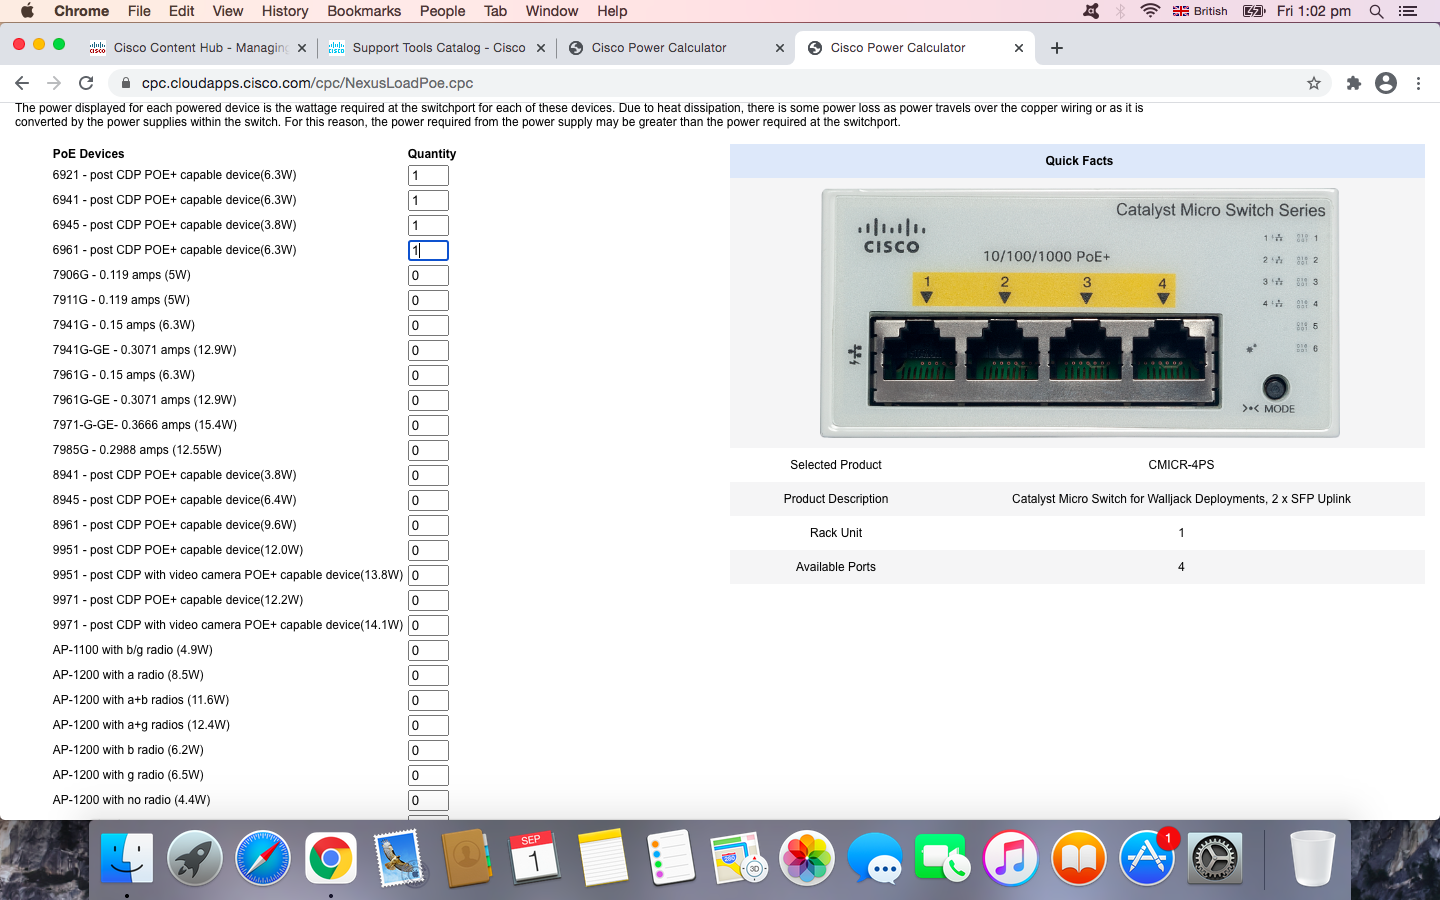 Chrome File Edit View History Bookmarks People Tab Window Help British Fri 1:02 pm
Cisco Content Hub - Managing
Support Tools Catalog - Cisco
Cisco Power Calculator
Cisco Power Calculator
cpc.cloudapps.cisco.com/cpc/NexusLoadPoe.cpc
The power displayed for each powered device is the wattage required at the switchport for each of these devices. Due to heat dissipation, there is some power loss as power travels over the copper wiring or as it is
converted by the power supplies within the switch. For this reason, the power required from the power supply may be greater than the power required at the switchport.
PoE Devices Quantity
6921 - post CDP POE+ capable device(6.3W) 1
6941 - post CDP POE+ capable device(6.3W) 1
6945 - post CDP POE+ capable device(3.8W) 1
6961 - post CDP POE+ capable device(6.3W) 1
7906G - 0.119 amps (5W) 0
7911G - 0.119 amps (5W) 0
7941G - 0.15 amps (6.3W) 0
7941G-GE - 0.3071 amps (12.9W) 0
7961G - 0.15 amps (6.3W) 0
7961G-GE - 0.3071 amps (12.9W) 0
7971-G-GE- 0.3666 amps (15.4W) 0
7985G - 0.2988 amps (12.55W) 0
8941 - post CDP POE+ capable device(3.8W) 0
8945 - post CDP POE+ capable device(6.4W) 0
8961 - post CDP POE+ capable device(9.6W) 0
9951 - post CDP POE+ capable device(12.0W) 0
9951 - post CDP with video camera POE+ capable device(13.8W) 0
9971 - post CDP POE+ capable device(12.2W) 0
9971 - post CDP with video camera POE+ capable device(14.1W) 0
AP-1100 with b/g radio (4.9W) 0
AP-1200 with a radio (8.5W) 0
AP-1200 with a+b radios (11.6W) 0
AP-1200 with a+g radios (12.4W) 0
AP-1200 with b radio (6.2W) 0
AP-1200 with g radio (6.5W) 0
AP-1200 with no radio (4.4W) 0
Quick Facts
Catalyst Micro Switch Series
CISCO
10/100/1000 PoE+
1 2 3 4
1 1
2 2
3 3
4 4
5
6
MODE
Selected Product CMICR-4PS
Product Description Catalyst Micro Switch for Walljack Deployments, 2 x SFP Uplink
Rack Unit 1
Available Ports 4
SEP
1
280
3D
1